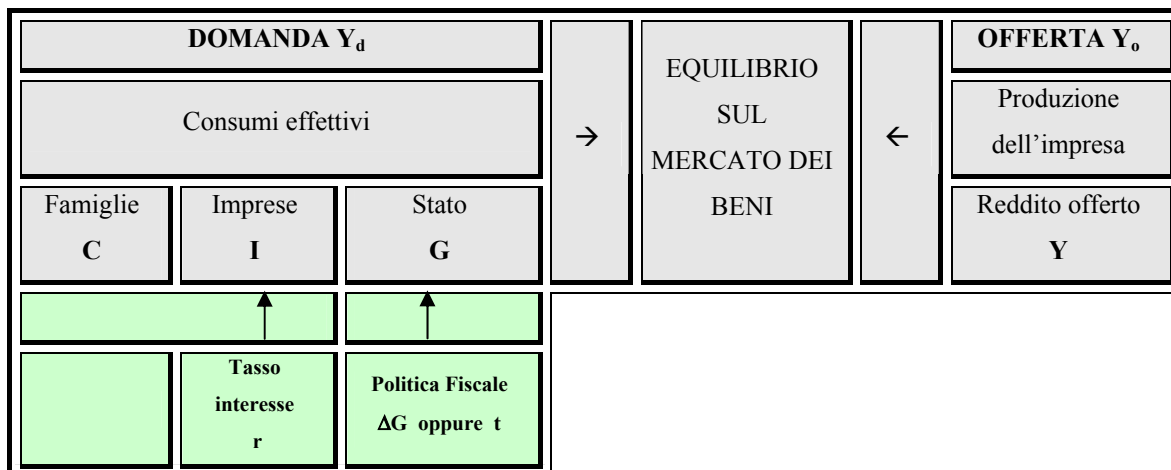 DOMANDA Yd
OFFERTA Yo
Consumi effettivi
→
EQUILIBRIO
SUL
MERCATO DEI
BENI
←
Produzione
dell’impresa
Famiglie
C
Imprese
I
Stato
G
Reddito offerto
Y
Tasso
interesse
r
Politica Fiscale
ΔG oppure t